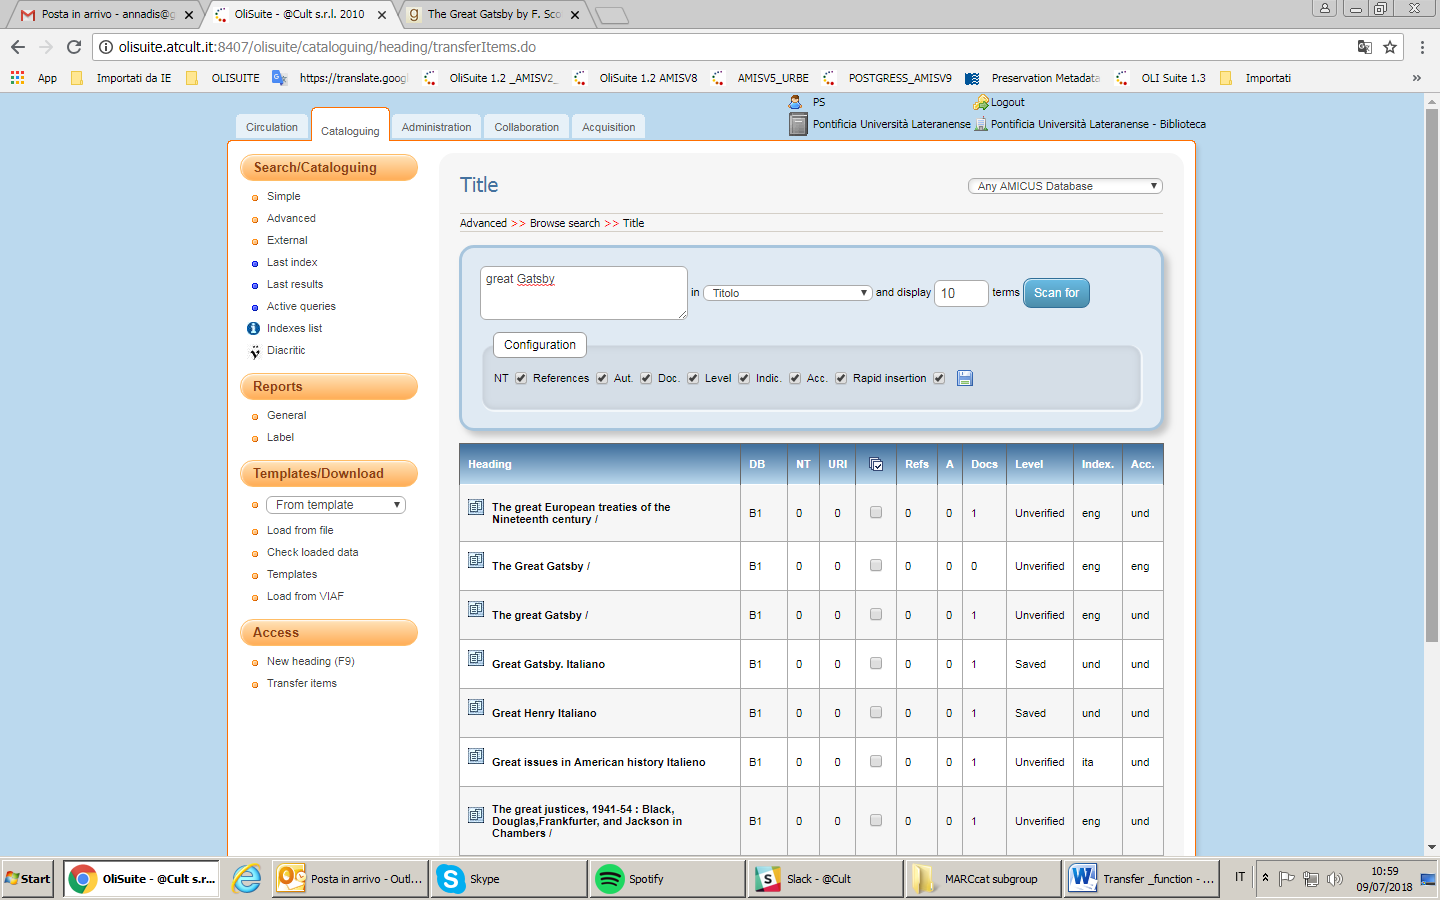 Posta in arrivo - annadis@g
OliSuite - @Cult s.r.l. 2010
The Great Gatsby by F. Sco
olisuite.atcult.it:8407/olisuite/cataloguing/heading/transferItems.do
App Importati da IE OLISUITE https://translate.googl OliSuite 1.2 _AMISV2_ OliSuite 1.2 AMISV8 AMISV5_URBE POSTGRESS_AMISV9 Preservation Metadata OLI Suite 1.3 Importati »
PS Logout
Pontificia Università Lateranense Pontificia Università Lateranense - Biblioteca
Circulation Cataloguing Administration Collaboration Acquisition
Search/Cataloguing
Simple
Advanced
External
Last index
Last results
Active queries
Indexes list
Diacritic
Reports
General
Label
Templates/Download
From template
Load from file
Check loaded data
Templates
Load from VIAF
Access
New heading (F9)
Transfer items
Title
Any AMICUS Database
Advanced >> Browse search >> Title
great Gatsby
in Titolo and display 10 terms Scan for
Configuration
NT References Aut. Doc. Level Indic. Acc. Rapid insertion
Heading DB NT URI Refs A Docs Level Index. Acc.
The great European treaties of the
Nineteenth century /
B1 0 0 0 0 1 Unverified eng und
The Great Gatsby / B1 0 0 0 0 0 Unverified eng eng
The great Gatsby / B1 0 0 0 0 1 Unverified eng und
Great Gatsby. Italiano B1 0 0 0 0 1 Saved und und
Great Henry Italiano B1 0 0 0 0 1 Saved und und
Great issues in American history Italieno B1 0 0 0 0 1 Unverified ita und
The great justices, 1941-54 : Black,
Douglas,Frankfurter, and Jackson in
Chambers /
B1 0 0 0 0 1 Unverified eng und
Start OliSuite - @Cult s.r... Posta in arrivo - Outl... Skype Spotify Slack - @Cult MARCcat subgroup Transfer _function - ... IT 10:59
09/07/2018